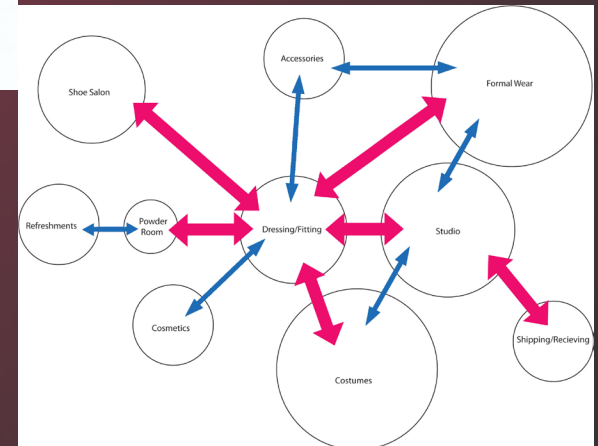 Accessories
Formal Wear
Shoe Salon
Refreshments
Powder
Room
Dressing/Fitting
Studio
Cosmetics
Shipping/Recieving
Costumes